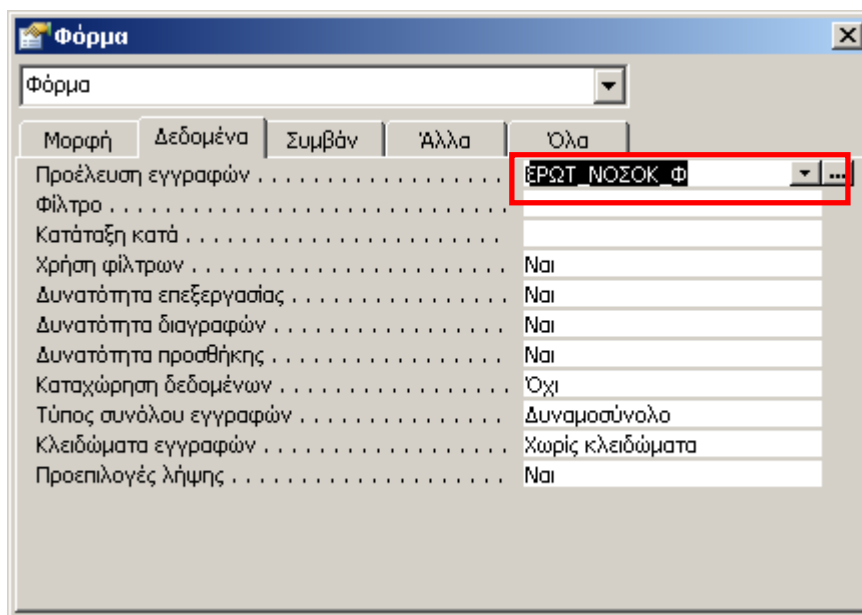 Φόρμα
Φόρμα
Μορφή Δεδομένα Συμβάν Άλλα Όλα
Προέλευση εγγραφών . . . . . . . . . . . . . . . . . . . ΕΡΩΤ_ΝΟΣΟΚ_Φ ...
Φίλτρο . . . . . . . . . . . . . . . . . . . . . . . . . . . . .
Κατάταξη κατά . . . . . . . . . . . . . . . . . . . . . . . .
Χρήση φίλτρων . . . . . . . . . . . . . . . . . . . . . . . . Ναι
Δυνατότητα επεξεργασίας . . . . . . . . . . . . . . . . Ναι
Δυνατότητα διαγραφών . . . . . . . . . . . . . . . . . . Ναι
Δυνατότητα προσθήκης . . . . . . . . . . . . . . . . . . Ναι
Καταχώρηση δεδομένων . . . . . . . . . . . . . . . . . Όχι
Τύπος συνόλου εγγραφών . . . . . . . . . . . . . . . . Δυναμοσύνολο
Κλειδώματα εγγραφών . . . . . . . . . . . . . . . . . . . Χωρίς κλειδώματα
Προεπιλογές λήψης . . . . . . . . . . . . . . . . . . . . . Ναι